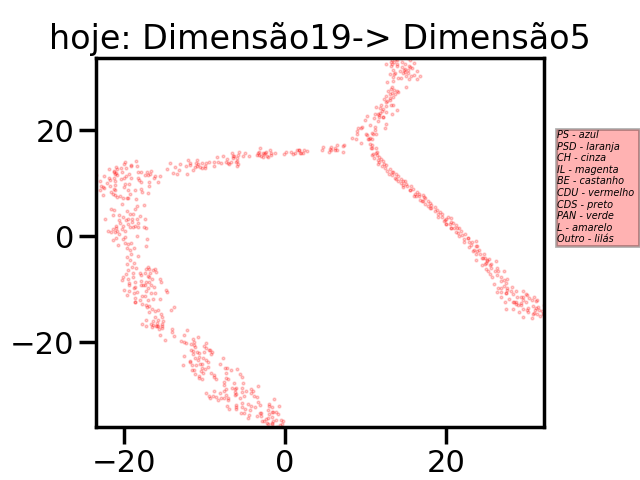 hoje: Dimensão19-> Dimensão5
20
0
−20
−20
0
20
PS - azul
PSD - laranja
CH - cinza
IL - magenta
BE - castanho
CDU - vermelho
CDS - preto
PAN - verde
L - amarelo
Outro - lilás